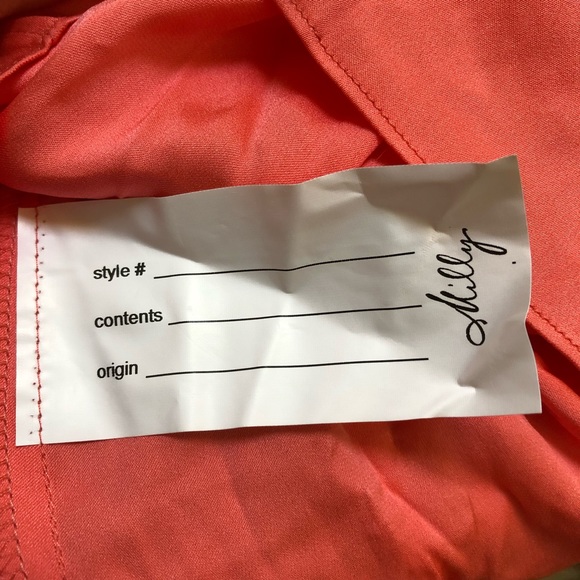 style #
contents
origin
Milly